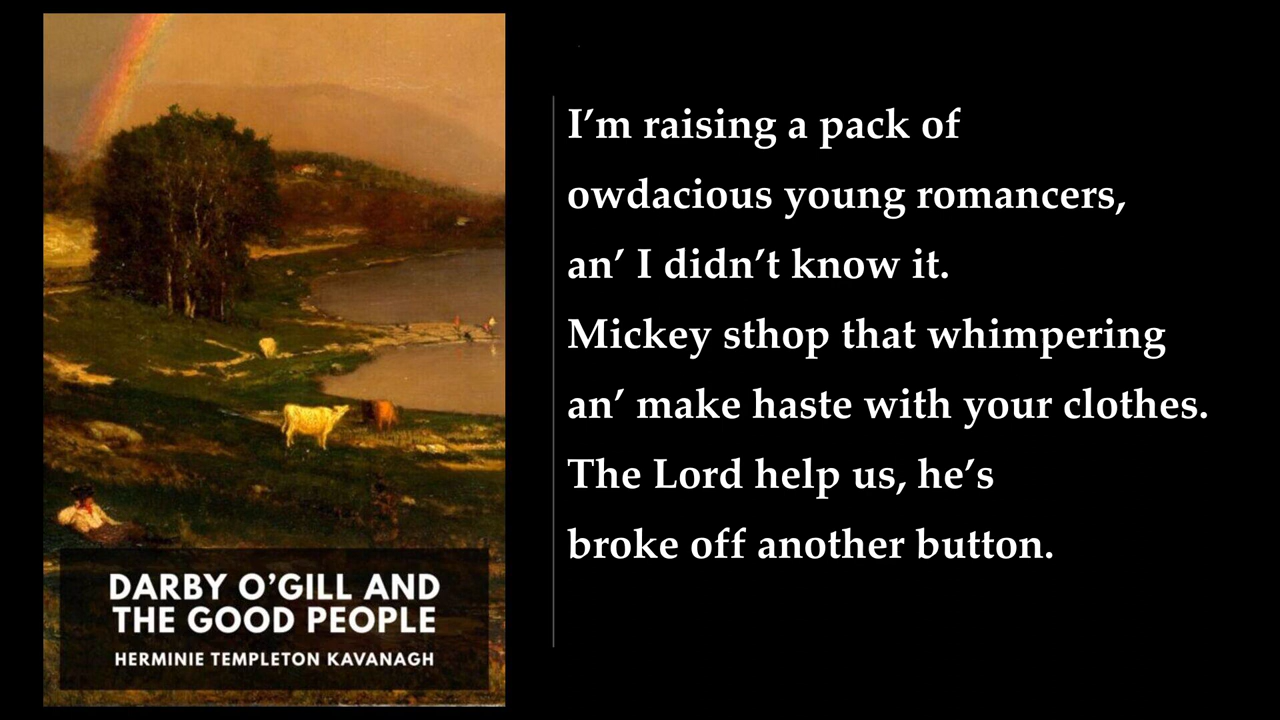 I’m raising a pack of
owdacious young romancers,
an’ I didn’t know it.
Mickey sthop that whimpering
an’ make haste with your clothes.
The Lord help us, he’s
broke off another button.
DARBY O’GILL AND
THE GOOD PEOPLE
HERMINIE TEMPLETON KAVANAGH